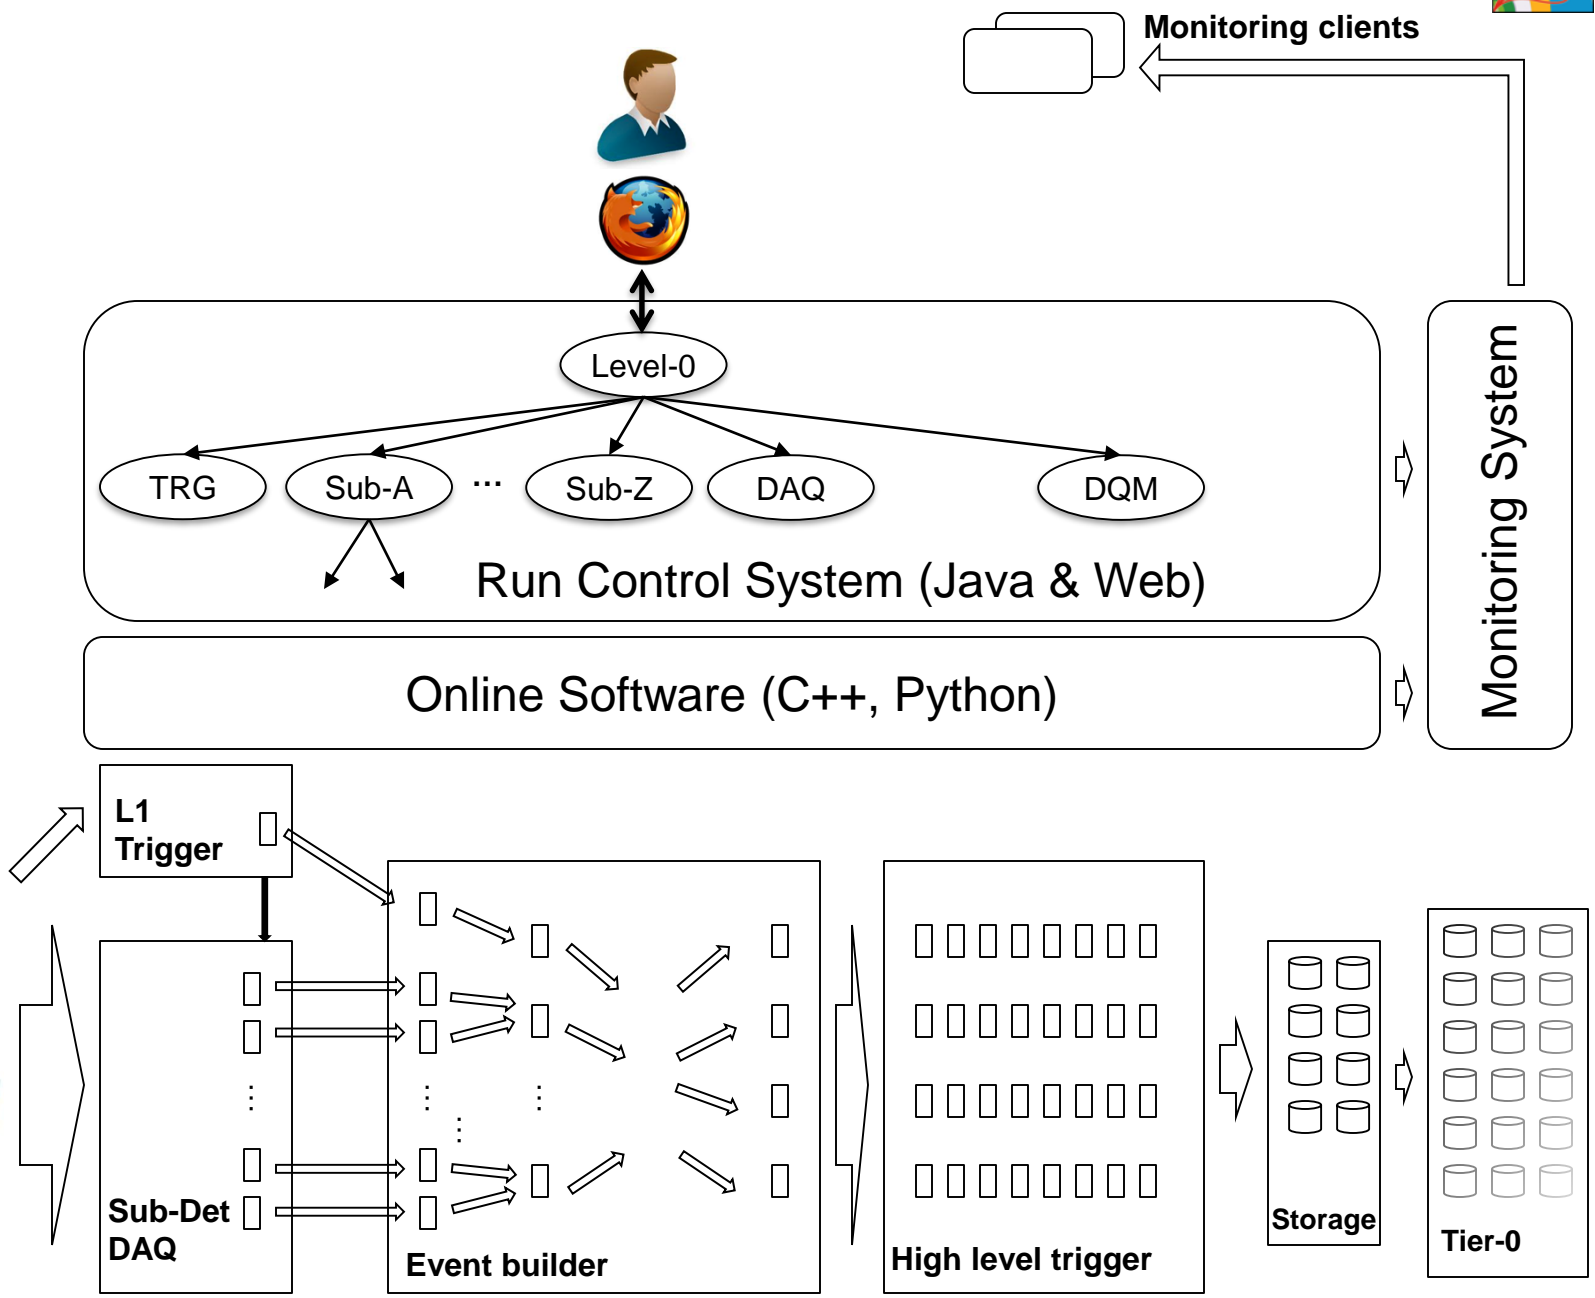 Monitoring clients
Level-0
TRG
Sub-A
...
Sub-Z
DAQ
DQM
Run Control System (Java & Web)
Monitoring System
Online Software (C++, Python)
L1
Trigger
Sub-Det
DAQ
Event builder
High level trigger
Storage
Tier-0